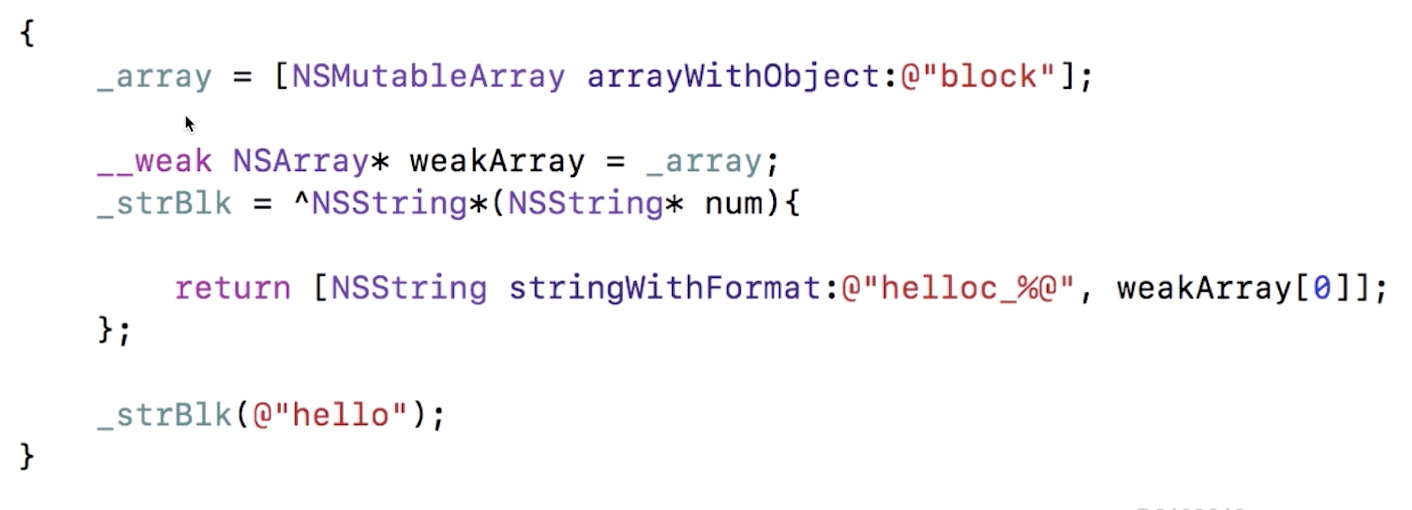 {
_array = [NSMutableArray arrayWithObject:@"block"];
__weak NSArray* weakArray = _array;
_strBlk = ^NSString*(NSString* num){
return [NSString stringWithFormat:@"helloc_%@", weakArray[0]];
};
_strBlk(@"hello");
}